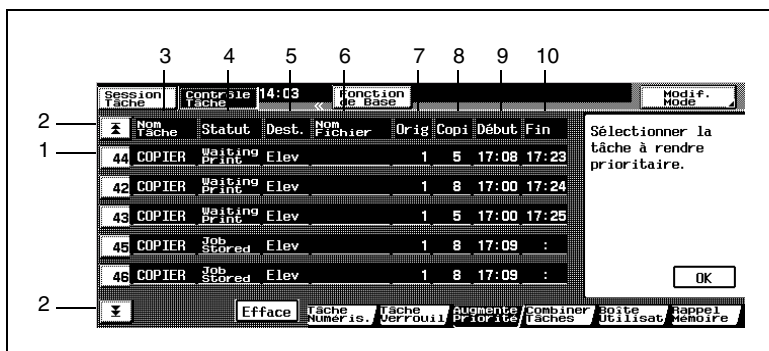 3 4 5 6 7 8 9 10
Session Tâche Contrôle Tâche 14:03 « Fonction de Base Modif. Mode
2 Nom Tâche Statut Dest. Nom Fichier Orig Copi Début Fin
1 44 COPIER Waiting Print Elev 1 5 17:08 17:23
42 COPIER Waiting Print Elev 1 8 17:00 17:24
43 COPIER Waiting Print Elev 1 5 17:00 17:25
45 COPIER Job Stored Elev 1 8 17:09 :
46 COPIER Job Stored Elev 1 8 17:09 :
Sélectionner la
tâche à rendre
prioritaire.
OK
2 Efface Tâche Numéris. Tâche Verrouil Augmente Priorité Combiner Tâches Boîte Utilisat Rappel Mémoire